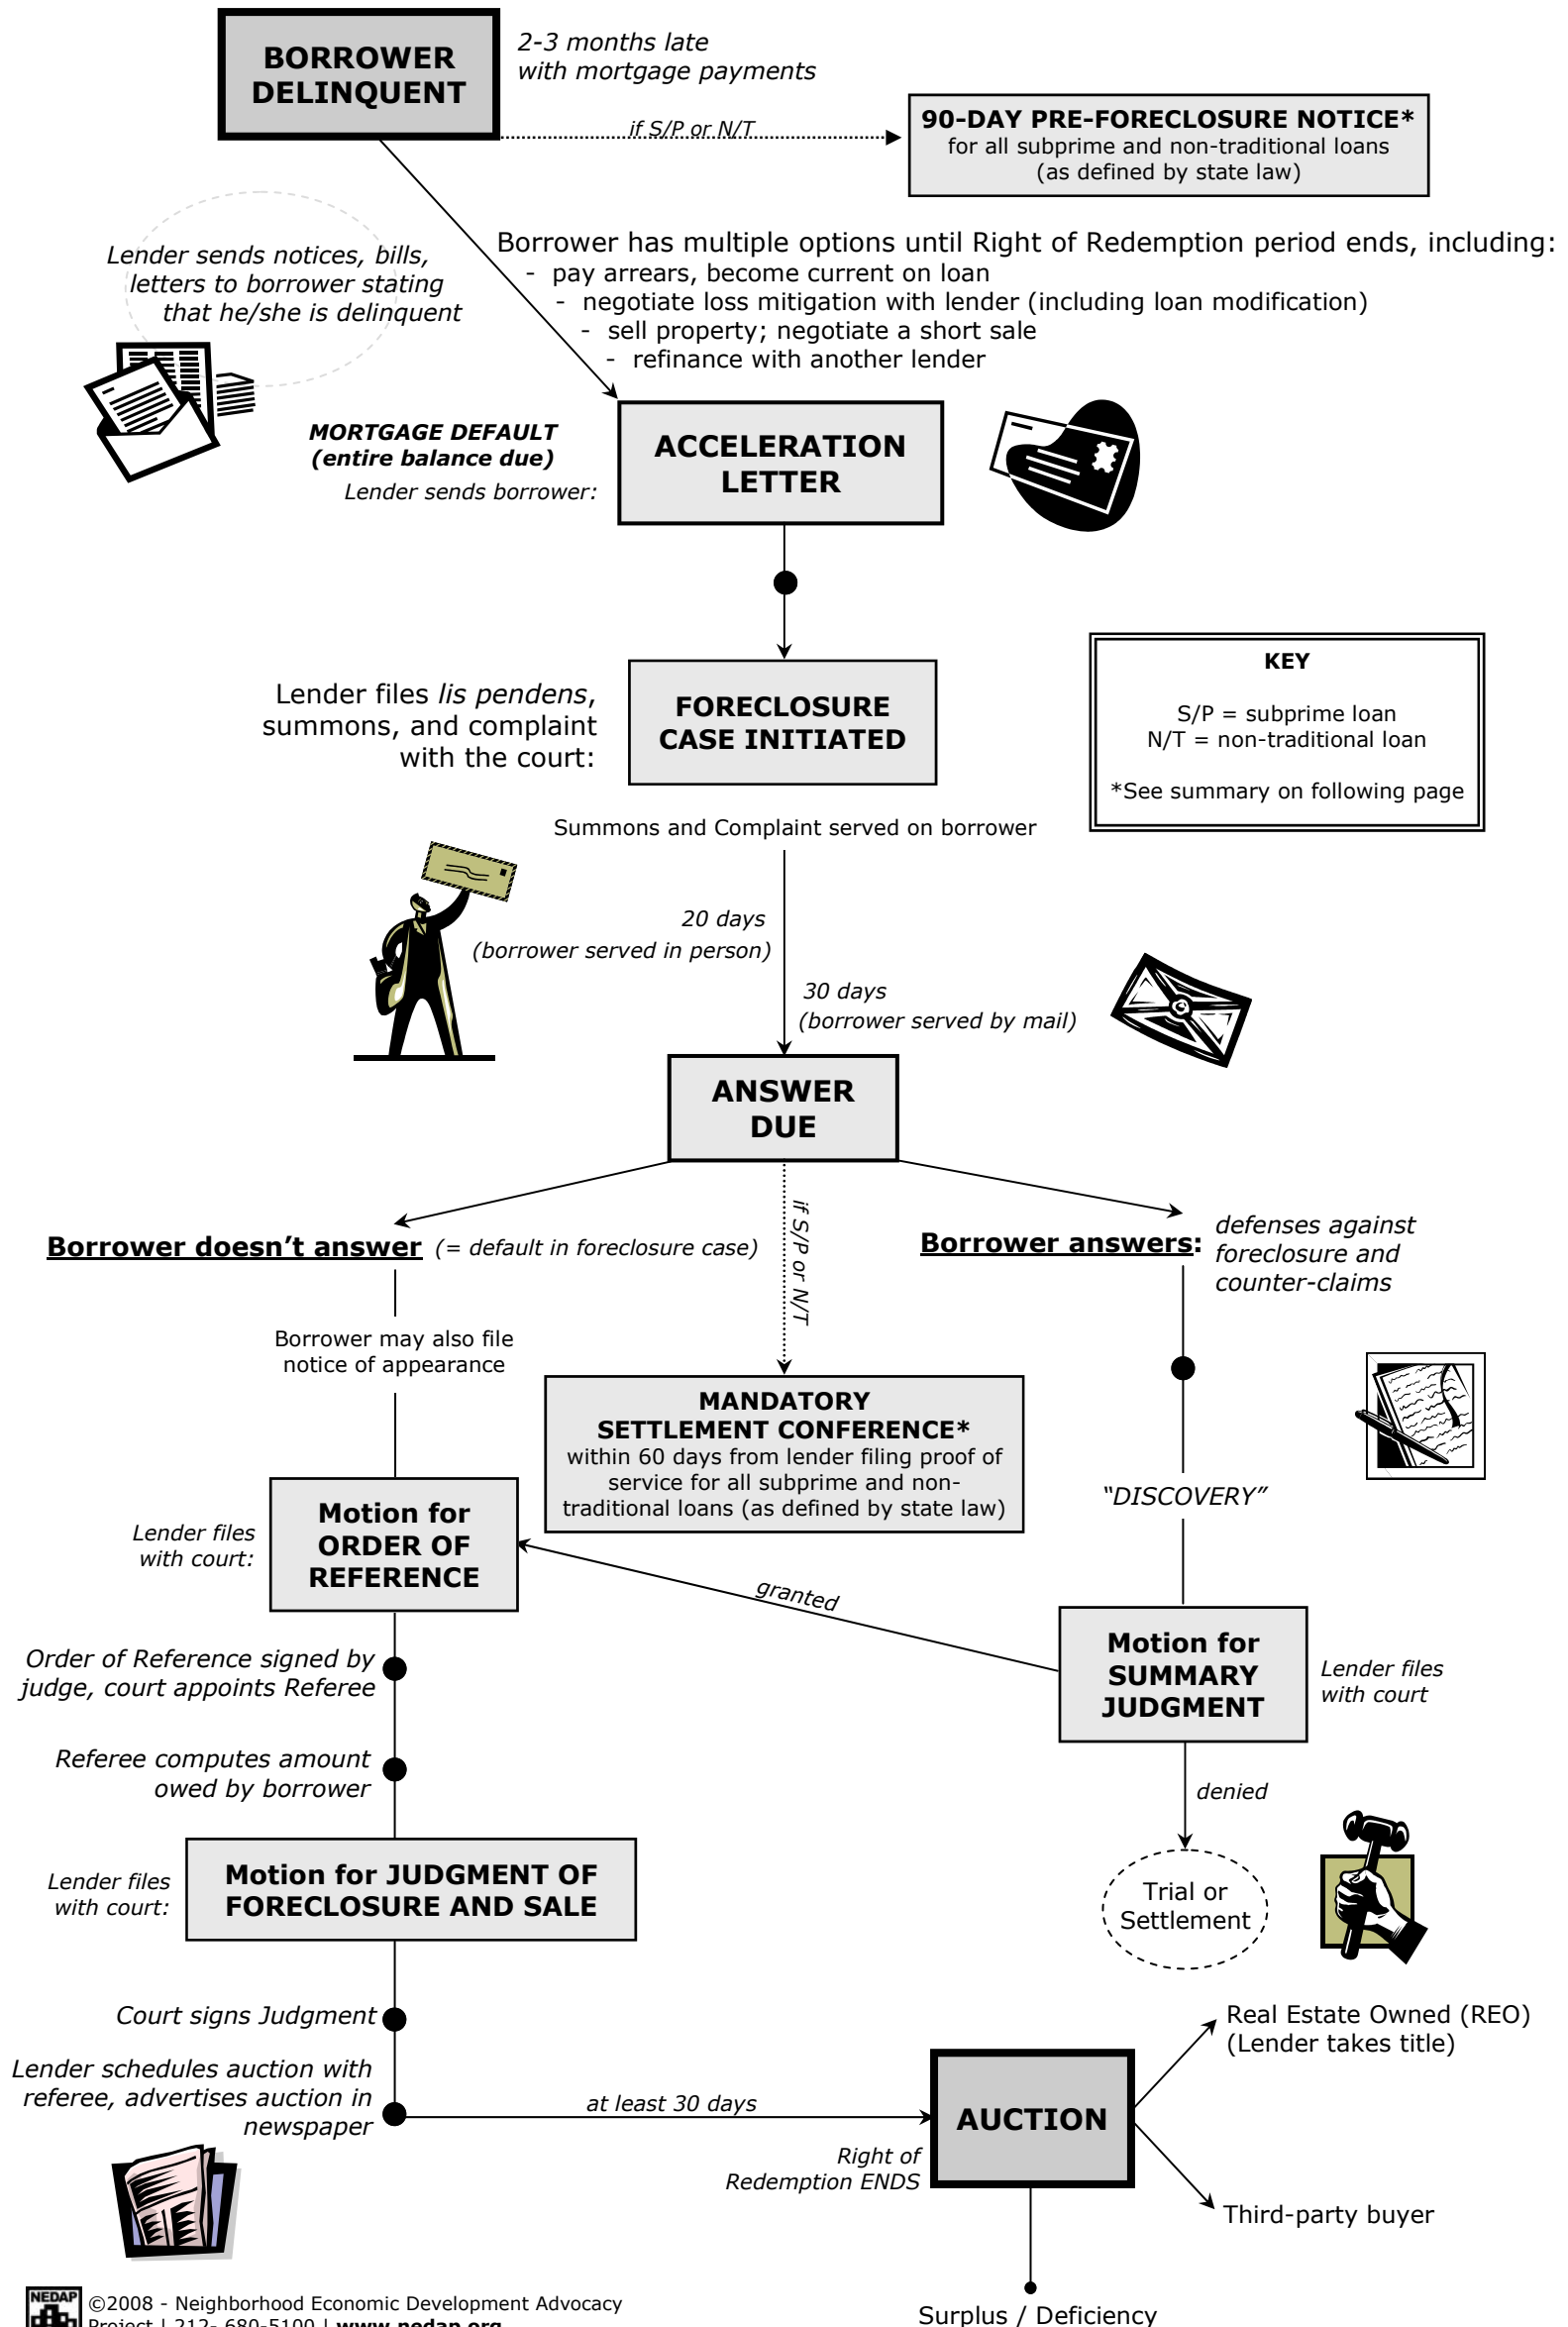 BORROWER
DELINQUENT
2-3 months late
with mortgage payments
if S/P or N/T
90-DAY PRE-FORECLOSURE NOTICE*
for all subprime and non-traditional loans
(as defined by state law)
Lender sends notices, bills,
letters to borrower stating
that he/she is delinquent
Borrower has multiple options until Right of Redemption period ends, including:
- pay arrears, become current on loan
- negotiate loss mitigation with lender (including loan modification)
- sell property; negotiate a short sale
- refinance with another lender
MORTGAGE DEFAULT
(entire balance due)
Lender sends borrower:
ACCELERATION
LETTER
Lender files lis pendens,
summons, and complaint
with the court:
FORECLOSURE
CASE INITIATED
KEY
S/P = subprime loan
N/T = non-traditional loan
*See summary on following page
Summons and Complaint served on borrower
20 days
(borrower served in person)
30 days
(borrower served by mail)
ANSWER
DUE
Borrower doesn’t answer (= default in foreclosure case)
if S/P or N/T
Borrower answers:
defenses against
foreclosure and
counter-claims
Borrower may also file
notice of appearance
MANDATORY
SETTLEMENT CONFERENCE*
within 60 days from lender filing proof of
service for all subprime and non-
traditional loans (as defined by state law)
“DISCOVERY”
Lender files
with court:
Motion for
ORDER OF
REFERENCE
granted
Motion for
SUMMARY
JUDGMENT
Lender files
with court
Order of Reference signed by
judge, court appoints Referee
Referee computes amount
owed by borrower
denied
Trial or
Settlement
Lender files
with court:
Motion for JUDGMENT OF
FORECLOSURE AND SALE
Court signs Judgment
Lender schedules auction with
referee, advertises auction in
newspaper
at least 30 days
AUCTION
Right of
Redemption ENDS
Real Estate Owned (REO)
(Lender takes title)
Third-party buyer
Surplus / Deficiency
NEDAP
©2008 - Neighborhood Economic Development Advocacy
Project | 212- 680-5100 | www.nedap.org